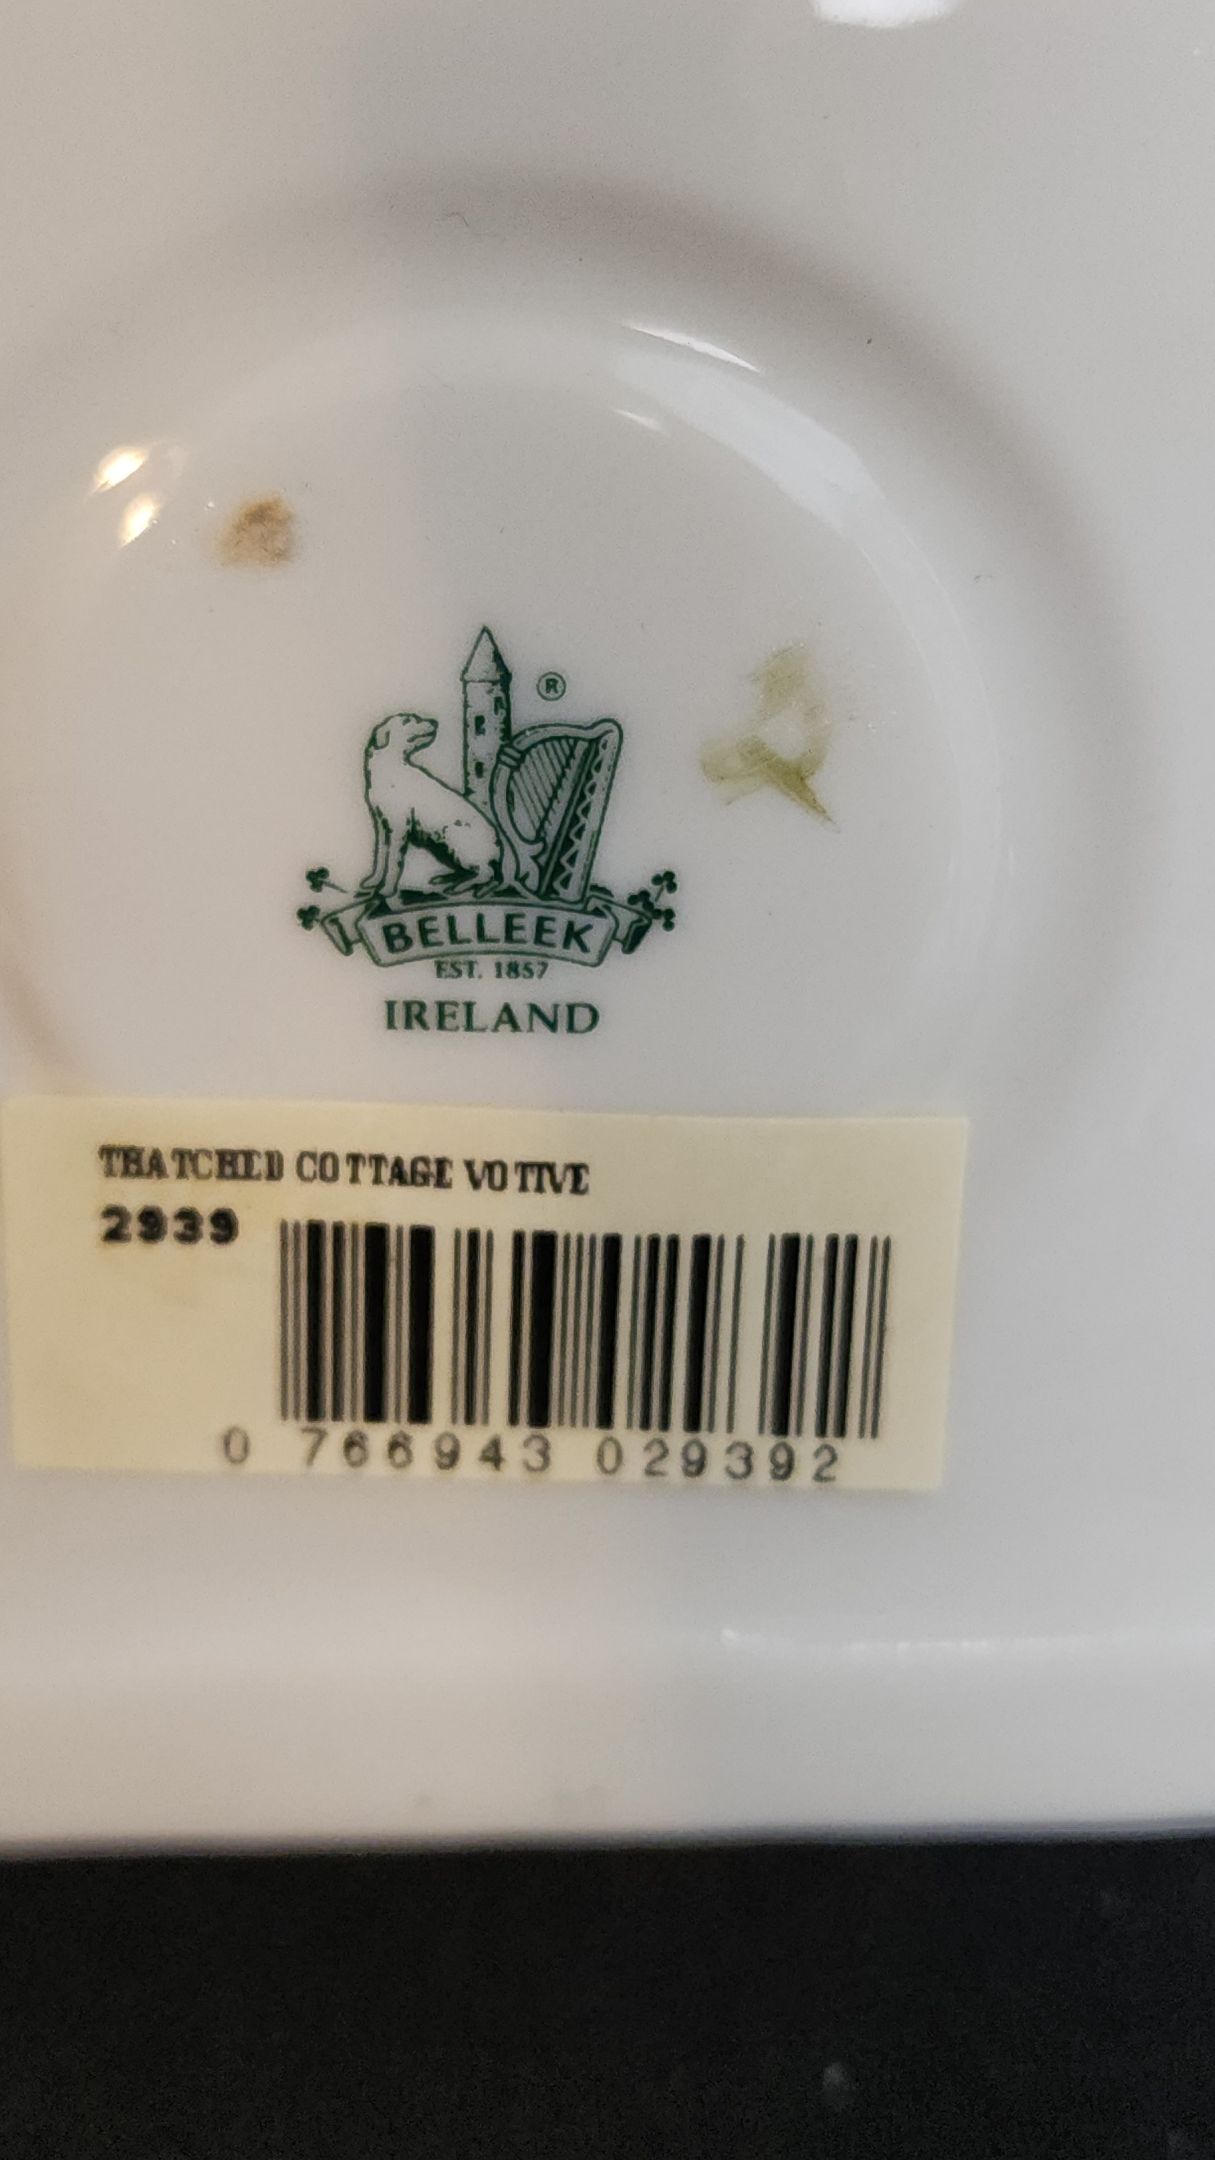 ®
BELLEEK
EST. 1857
IRELAND
THATCHED COTTAGE VOTIVE
2939
0 766943 029392